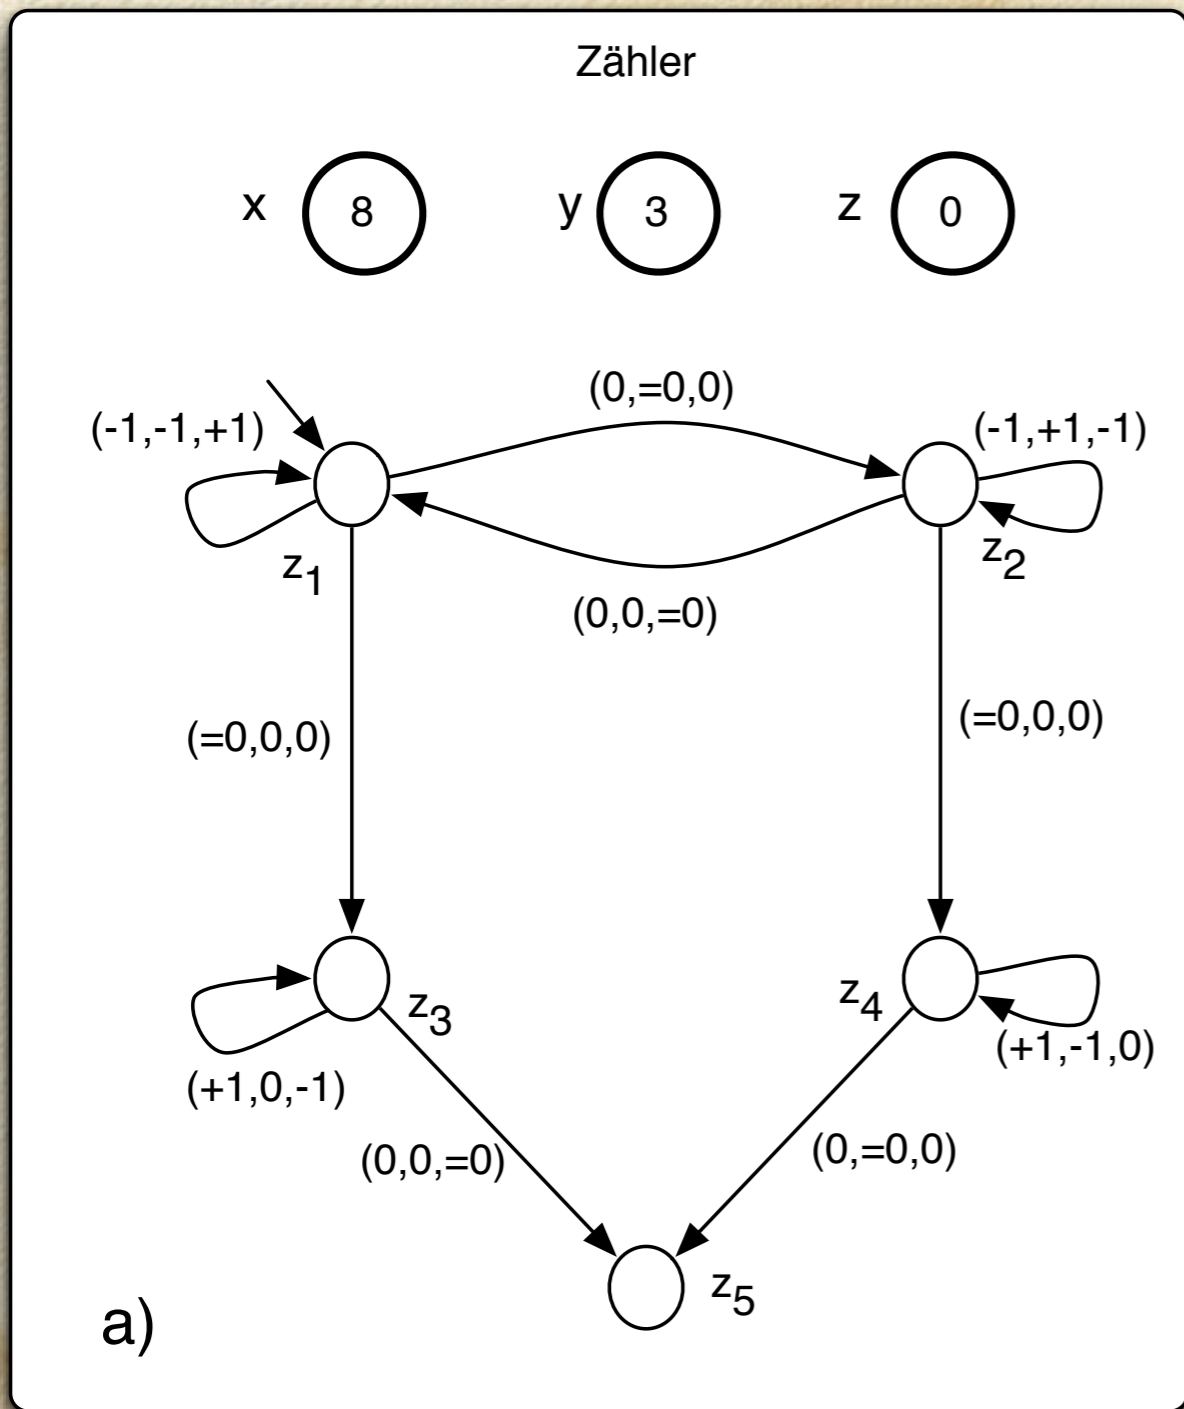 Zähler
x 8 y 3 z 0
(0,=0,0)
(-1,-1,+1) (-1,+1,-1)
z1 z2
(0,0,=0)
(=0,0,0) (=0,0,0)
z3 z4
(+1,0,-1) (+1,-1,0)
(0,0,=0) (0,=0,0)
z5
a)